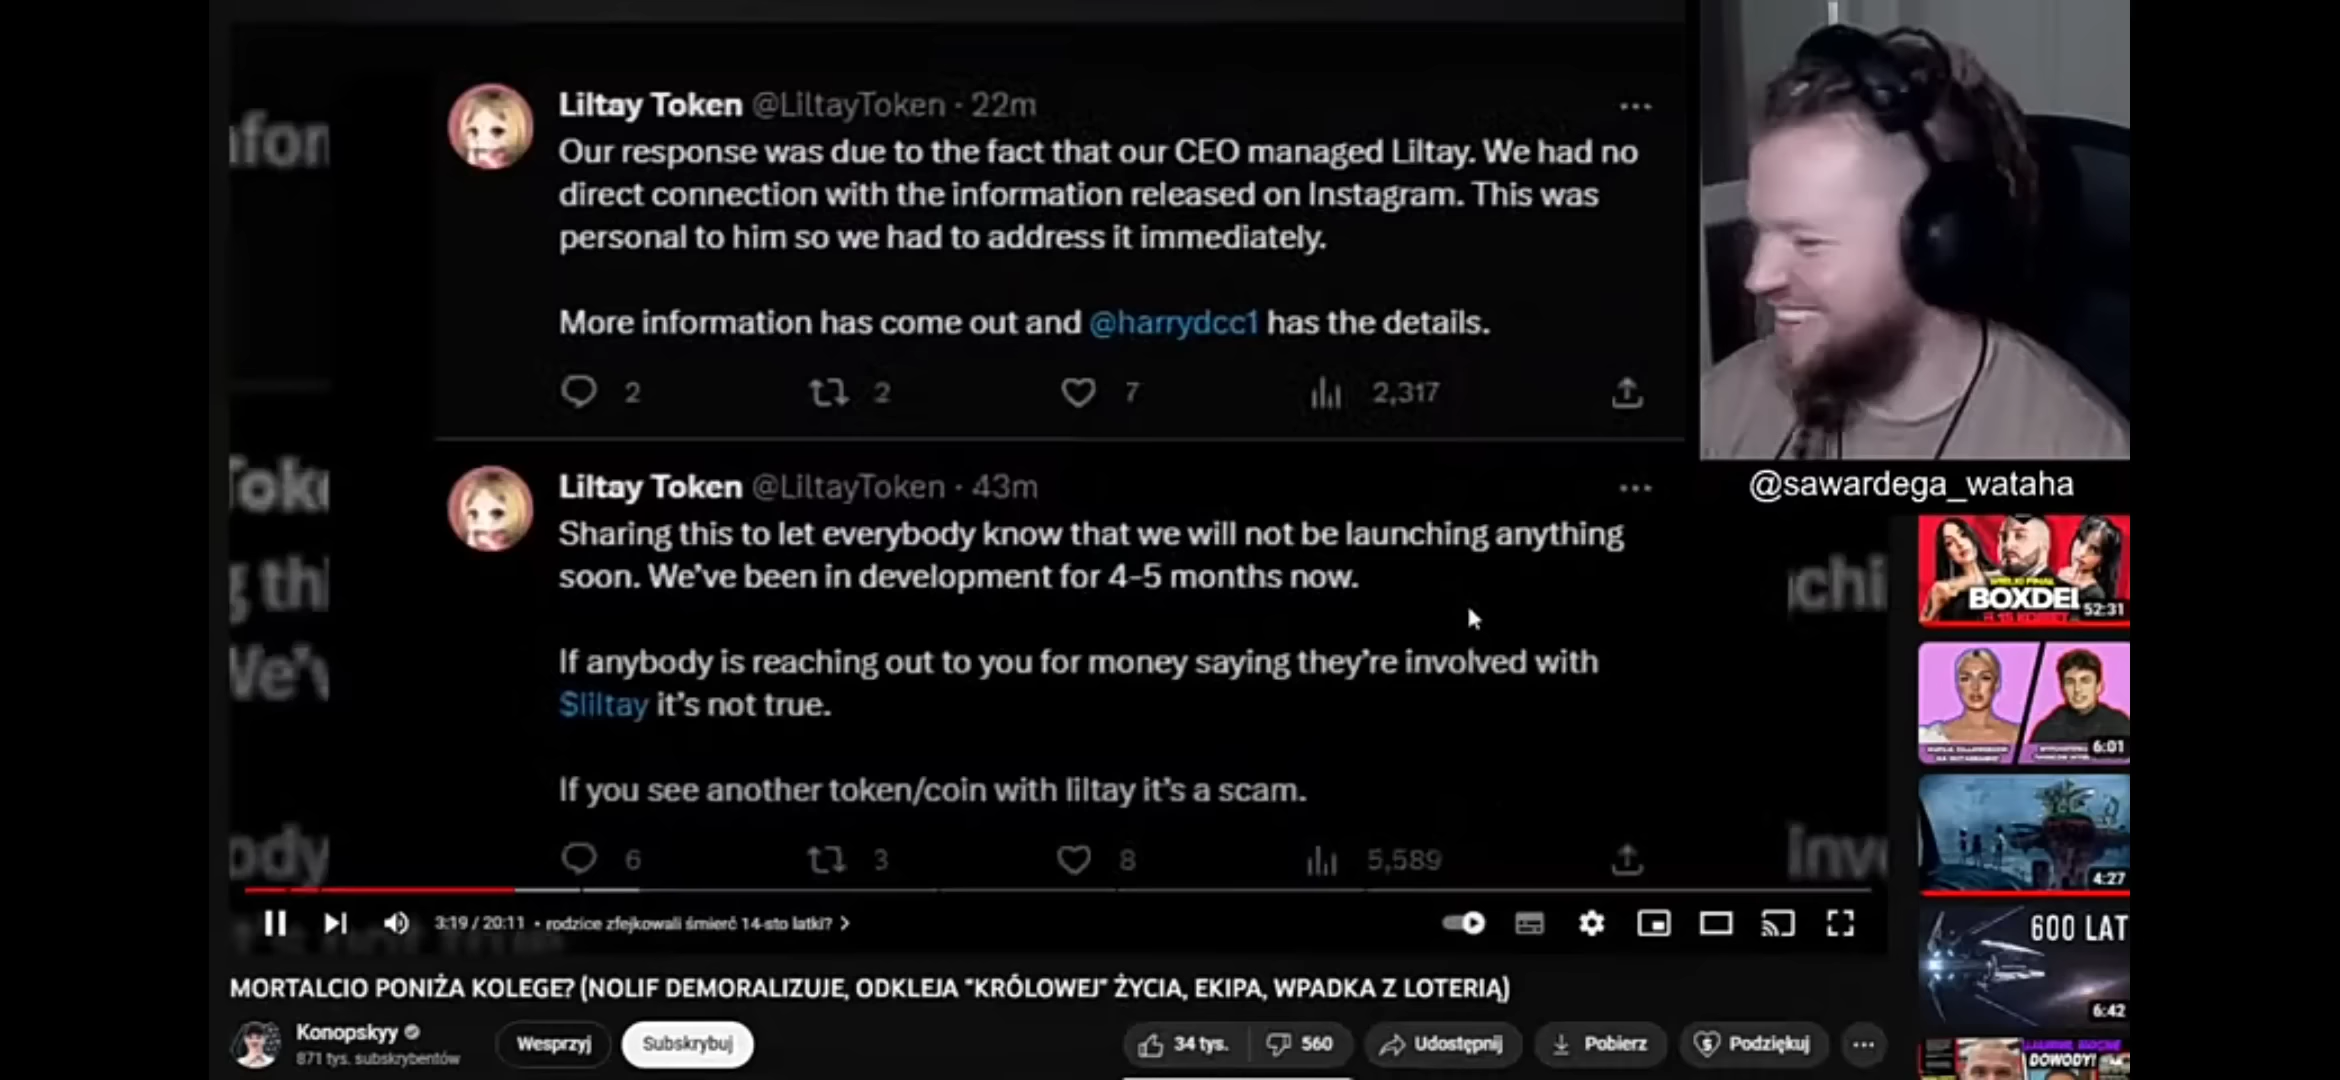 Liltay Token @LiltayToken · 22m
Our response was due to the fact that our CEO managed Liltay. We had no
direct connection with the information released on Instagram. This was
personal to him so we had to address it immediately.
More information has come out and @harrydcc1 has the details.
2 2 7 2,317
Liltay Token @LiltayToken · 43m
Sharing this to let everybody know that we will not be launching anything
soon. We've been in development for 4-5 months now.
If anybody is reaching out to you for money saying they're involved with
$liltay it's not true.
If you see another token/coin with liltay it's a scam.
6 3 8 5,589
3:19 / 20:11 • rodzice zfejkowali śmierć 14-sto latki?
MORTALCIO PONIŻA KOLEGE? (NOLIF DEMORALIZUJE, ODKLEJA "KRÓLOWEJ" ŻYCIA, EKIPA, WPADKA Z LOTERIĄ)
Konopskyy
871 tys. subskrybentów
Wesprzyj
Subskrybuj
34 tys.
560
Udostępnij
Pobierz
Podziękuj
@sawardega_wataha
WIELKI FINAŁ
BOXDEL
52:31
6:01
4:27
600 LAT
6:42
DOWODY!